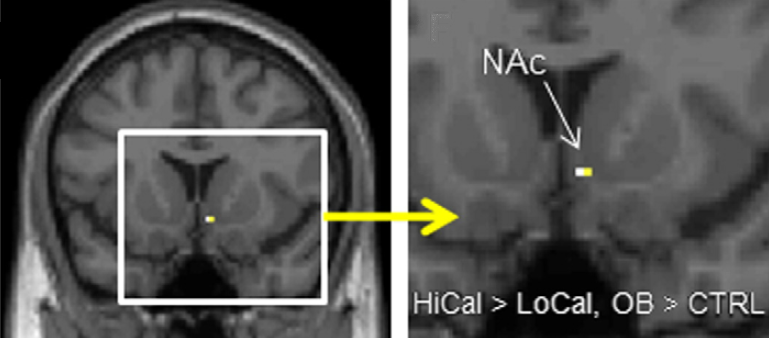 NAc
HiCal > LoCal, OB > CTRL